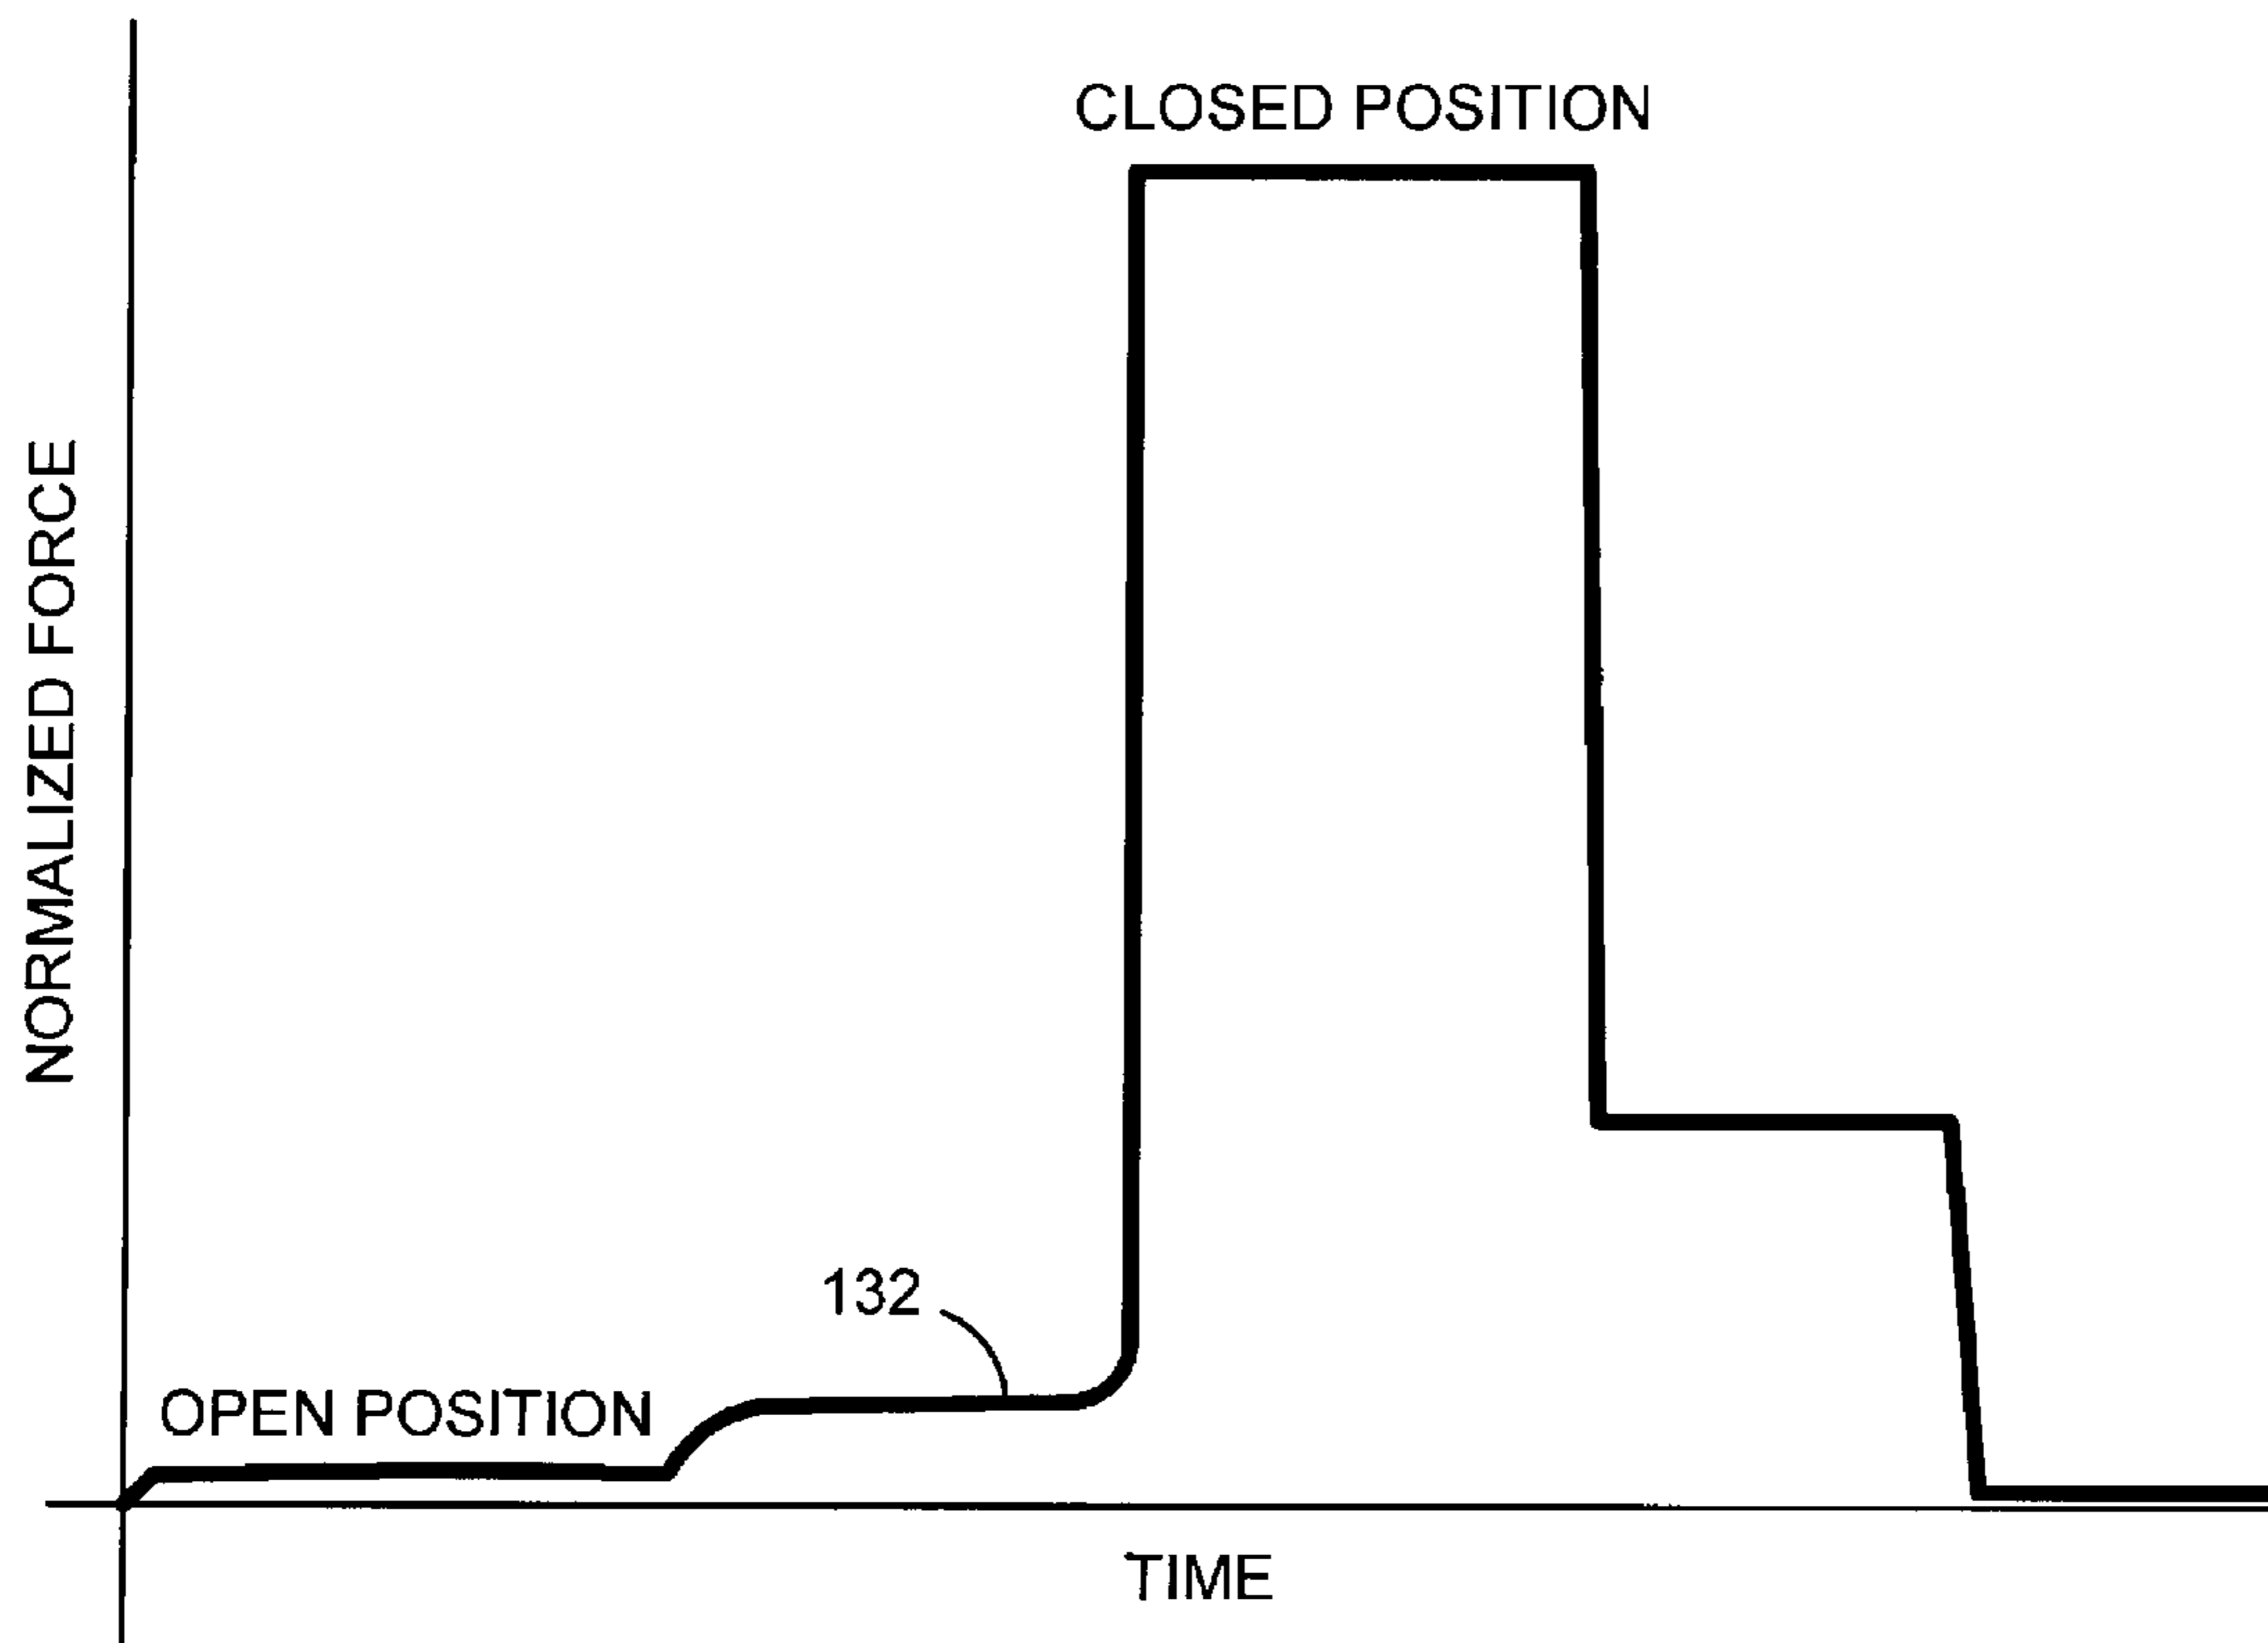 CLOSED POSITION
NORMALIZED FORCE
132
OPEN POSITION
TIME